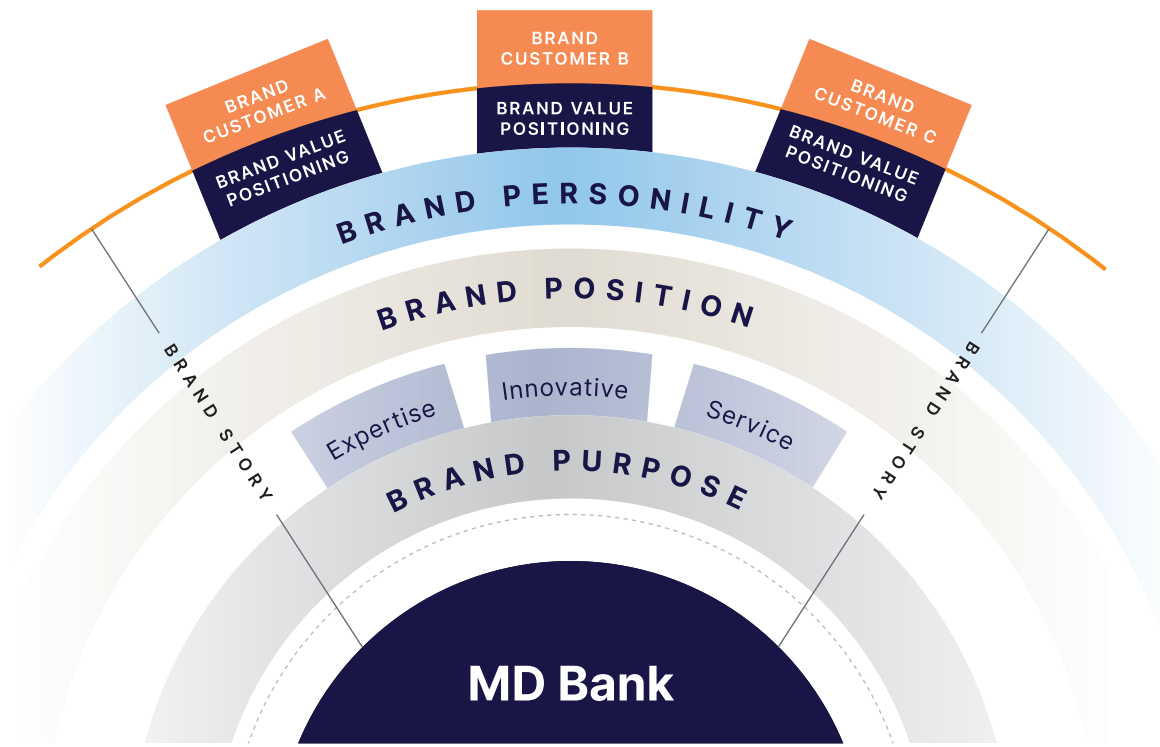 BRAND
CUSTOMER A
BRAND VALUE
POSITIONING
BRAND
CUSTOMER B
BRAND VALUE
POSITIONING
BRAND
CUSTOMER C
BRAND VALUE
POSITIONING
BRAND PERSONILITY
BRAND POSITION
BRAND STORY
BRAND STORY
Expertise
Innovative
Service
BRAND PURPOSE
MD Bank